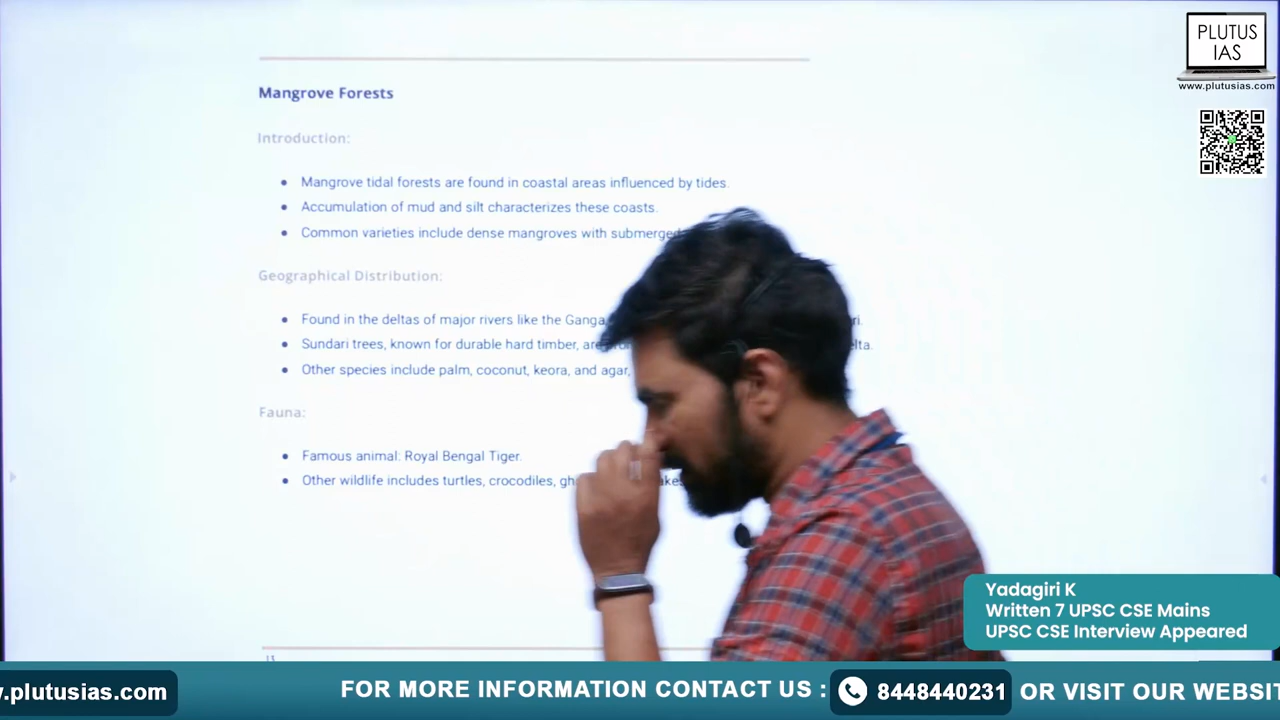 PLUTUS
IAS
www.plutusias.com
Mangrove Forests
Introduction:
• Mangrove tidal forests are found in coastal areas influenced by tides.
• Accumulation of mud and silt characterizes these coasts.
• Common varieties include dense mangroves with submerged
Geographical Distribution:
• Found in the deltas of major rivers like the Ganga,
• Sundari trees, known for durable hard timber, are
• Other species include palm, coconut, keora, and agar,
Fauna:
• Famous animal: Royal Bengal Tiger.
• Other wildlife includes turtles, crocodiles,
Yadagiri K
Written 7 UPSC CSE Mains
UPSC CSE Interview Appeared
.plutusias.com FOR MORE INFORMATION CONTACT US : 8448440231 OR VISIT OUR WEBSIT